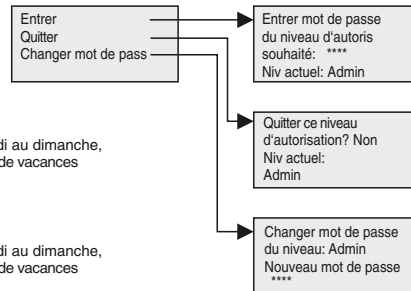 Entrer
Quitter
Changer mot de pass
Entrer mot de passe
du niveau d'autoris
souhaité: ****
Niv actuel: Admin
Quitter ce niveau
d'autorisation? Non
Niv actuel:
Admin
di au dimanche,
de vacances
Changer mot de passe
du niveau: Admin
Nouveau mot de passe
****
di au dimanche,
de vacances